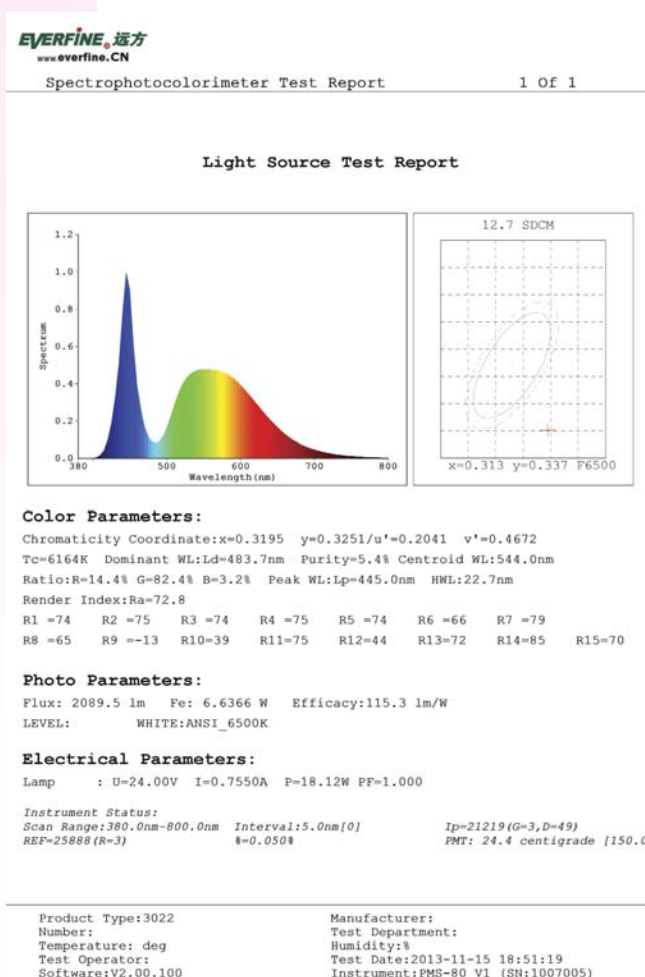 EVERFINE 远方
www.everfine.CN
Spectrophotocolorimeter Test Report 1 Of 1
Light Source Test Report
12.7 SDCM
1.2
1.0
0.8
0.6
0.4
0.2
0.0
Spectrum
380 500 600 700 800
Wavelength(nm)
x=0.313 y=0.337 F6500
Color Parameters:
Chromaticity Coordinate:x=0.3195 y=0.3251/u'=0.2041 v'=0.4672
Tc=6164K Dominant WL:Ld=483.7nm Purity=5.4% Centroid WL:544.0nm
Ratio:R=14.4% G=82.4% B=3.2% Peak WL:Lp=445.0nm HWL:22.7nm
Render Index:Ra=72.8
R1 =74 R2 =75 R3 =74 R4 =75 R5 =74 R6 =66 R7 =79
R8 =65 R9 =-13 R10=39 R11=75 R12=44 R13=72 R14=85 R15=70
Photo Parameters:
Flux: 2089.5 lm Fe: 6.6366 W Efficacy:115.3 lm/W
LEVEL: WHITE:ANSI_6500K
Electrical Parameters:
Lamp : U=24.00V I=0.7550A P=18.12W PF=1.000
Instrument Status:
Scan Range:380.0nm-800.0nm Interval:5.0nm[0] Ip=21219(G=3,D=49)
REF=25888(R=3) %=0.050% PMT: 24.4 centigrade [150.0
Product Type:3022 Manufacturer:
Number: Test Department:
Temperature: deg Humidity:%
Test Operator: Test Date:2013-11-15 18:51:19
Software:V2.00.100 Instrument:PMS-80_V1 (SN:1007005)